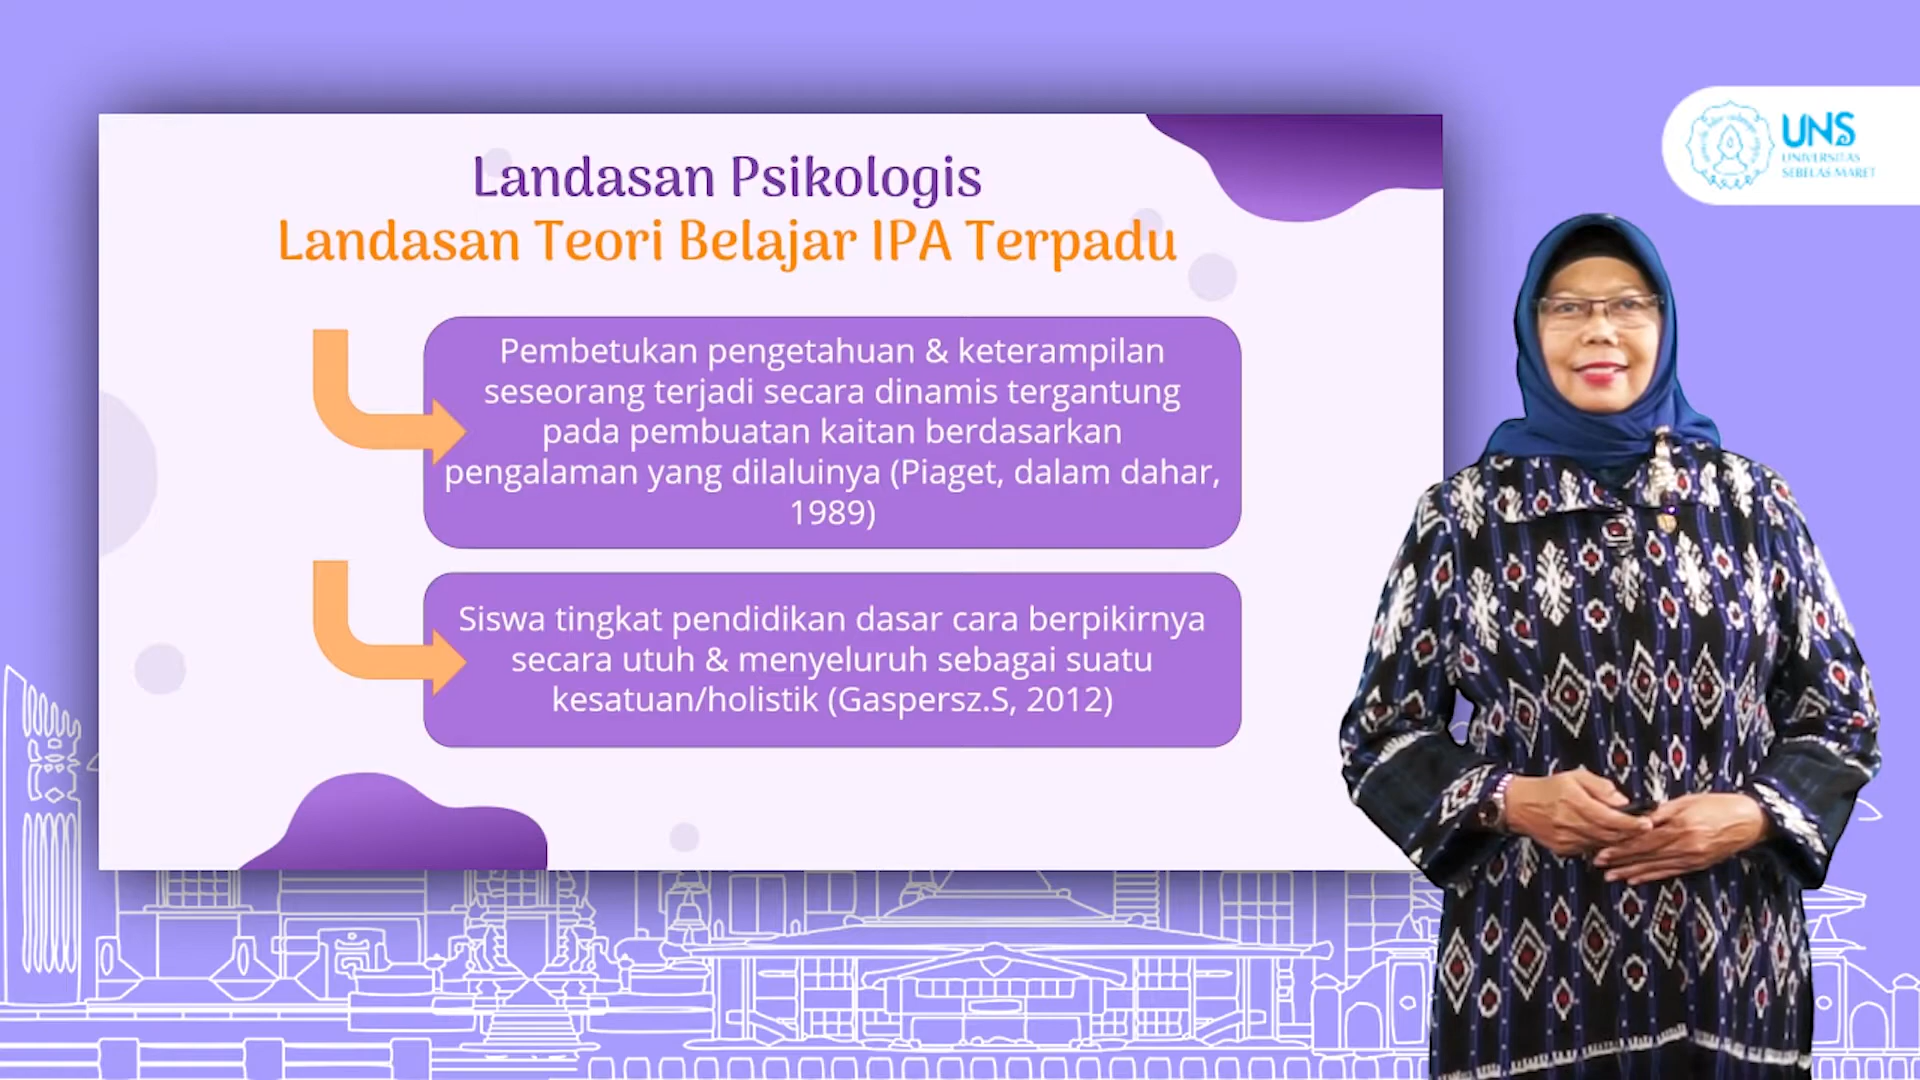 Landasan Psikologis
Landasan Teori Belajar IPA Terpadu
Pembetukan pengetahuan & keterampilan
seseorang terjadi secara dinamis tergantung
pada pembuatan kaitan berdasarkan
pengalaman yang dilaluinya (Piaget, dalam dahar,
1989)
Siswa tingkat pendidikan dasar cara berpikirnya
secara utuh & menyeluruh sebagai suatu
kesatuan/holistik (Gaspersz.S, 2012)
UNS
UNIVERSITAS
SEBELAS MARET